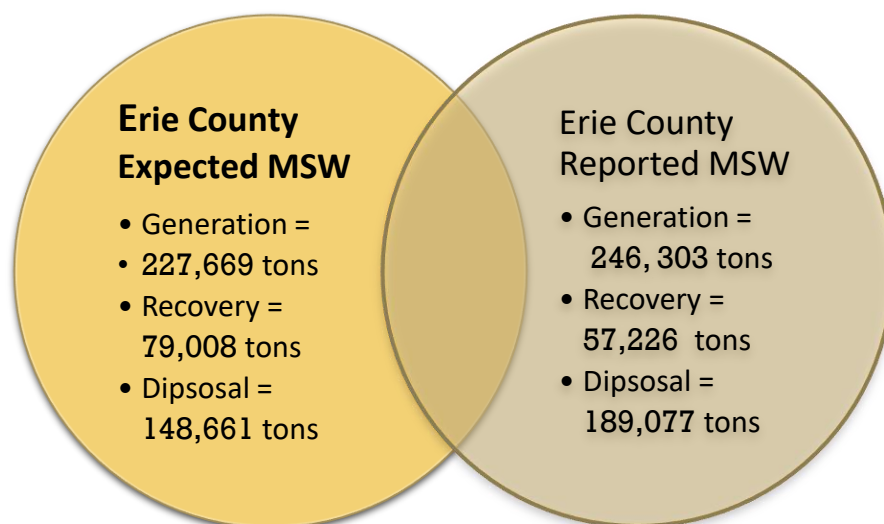 Erie County
Expected MSW
• Generation =
• 227,669 tons
• Recovery =
79,008 tons
• Dipsosal =
148,661 tons
Erie County
Reported MSW
• Generation =
246, 303 tons
• Recovery =
57,226 tons
• Dipsosal =
189,077 tons